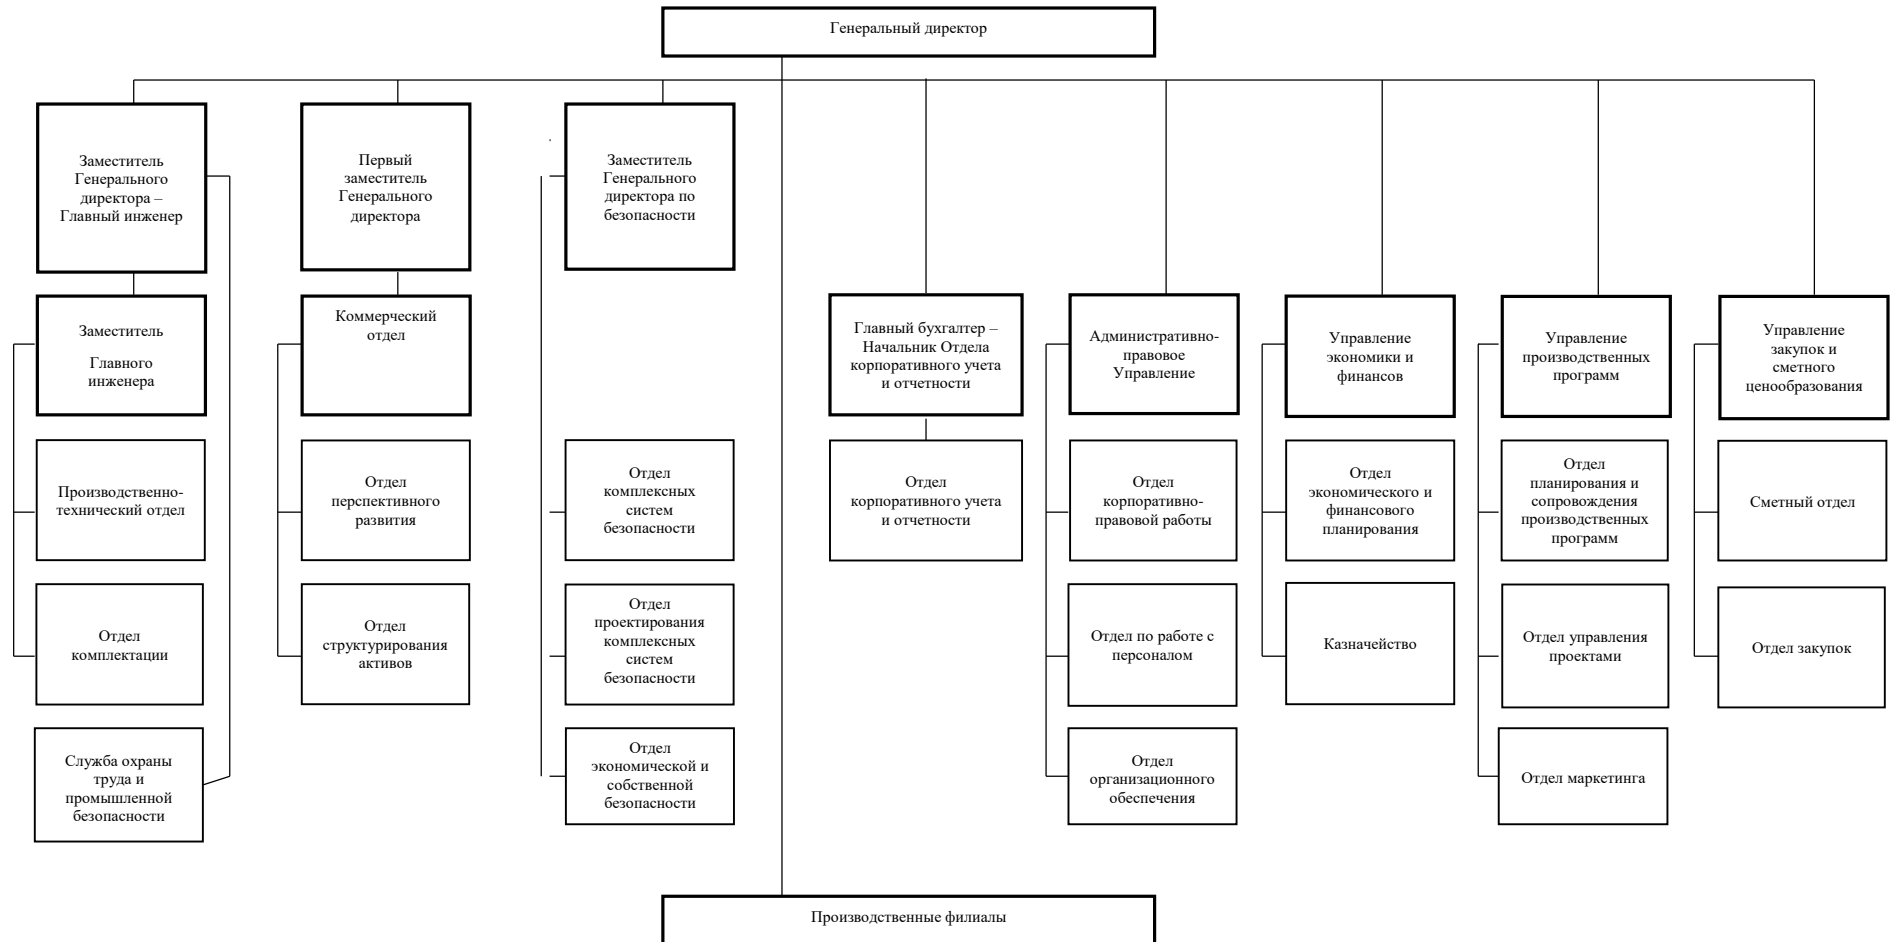 Генеральный директор
Заместитель
Генерального
директора –
Главный инженер
Первый
заместитель
Генерального
директора
Заместитель
Генерального
директора по
безопасности
Заместитель
Главного
инженера
Коммерческий
отдел
Главный бухгалтер –
Начальник Отдела
корпоративного учета
и отчетности
Административно-
правовое
Управление
Управление
экономики и
финансов
Управление
производственных
программ
Управление
закупок и
сметного
ценообразования
Производственно-
технический отдел
Отдел
перспективного
развития
Отдел
комплексных
систем
безопасности
Отдел
корпоративного учета
и отчетности
Отдел
корпоративно-
правовой работы
Отдел
экономического и
финансового
планирования
Отдел
планирования и
сопровождения
производственных
программ
Сметный отдел
Отдел
комплектации
Отдел
структурирования
активов
Отдел
проектирования
комплексных
систем
безопасности
Отдел по работе с
персоналом
Казначейство
Отдел управления
проектами
Отдел закупок
Служба охраны
труда и
промышленной
безопасности
Отдел
экономической и
собственной
безопасности
Отдел
организационного
обеспечения
Отдел маркетинга
Производственные филиалы